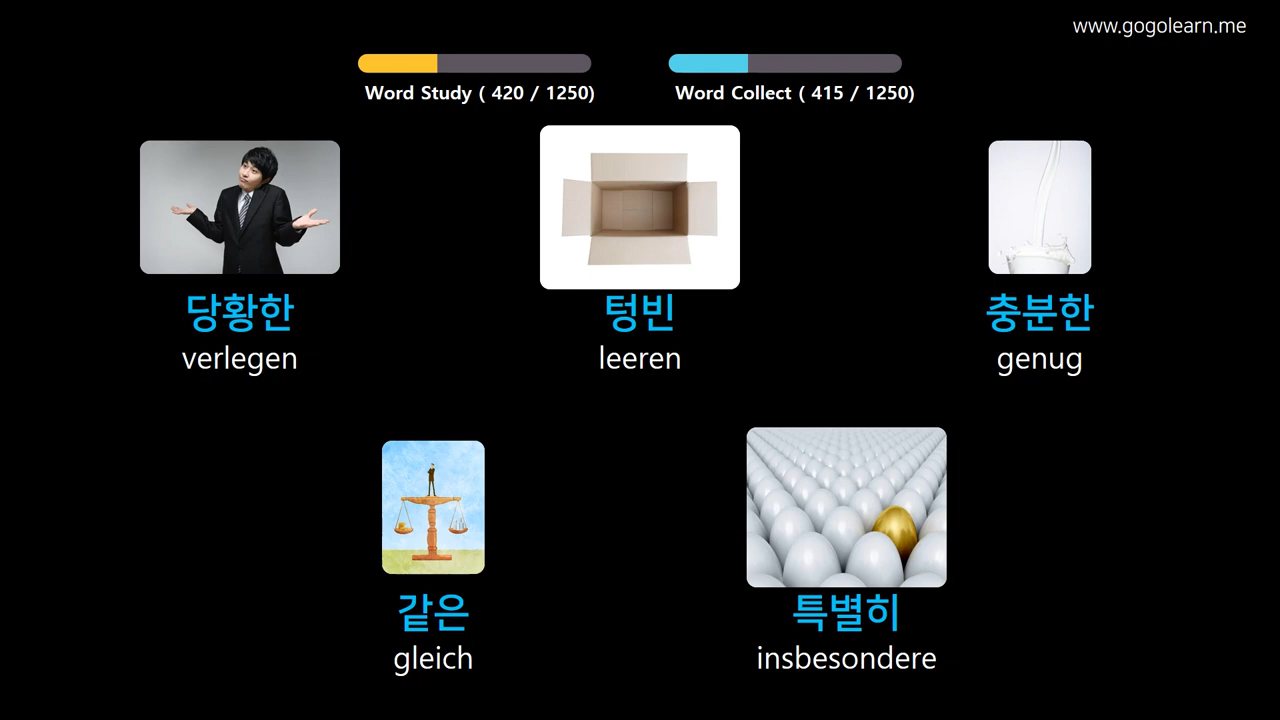 www.gogolearn.me
Word Study ( 420 / 1250)
Word Collect ( 415 / 1250)
당황한
verlegen
텅빈
leeren
충분한
genug
같은
gleich
특별히
insbesondere